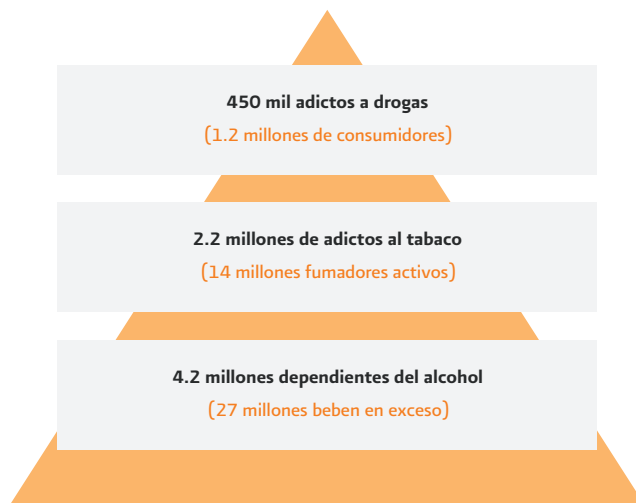 450 mil adictos a drogas
(1.2 millones de consumidores)
2.2 millones de adictos al tabaco
(14 millones fumadores activos)
4.2 millones dependientes del alcohol
(27 millones beben en exceso)